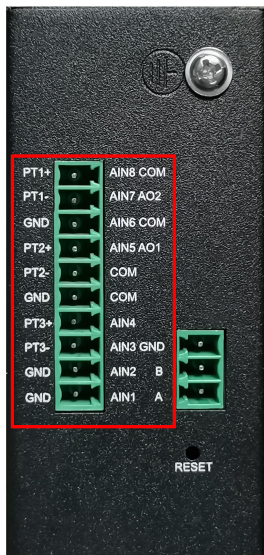 PT1+ AIN8 COM
PT1- AIN7 AO2
GND AIN6 COM
PT2+ AIN5 AO1
PT2- COM
GND COM
PT3+ AIN4
PT3- AIN3 GND
GND AIN2 B
GND AIN1 A
RESET